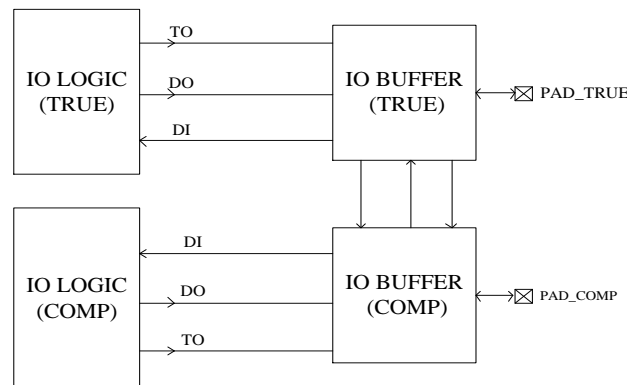 TO
IO LOGIC
(TRUE)
DO
DI
IO BUFFER
(TRUE)
PAD_TRUE
IO LOGIC
(COMP)
DI
DO
TO
IO BUFFER
(COMP)
PAD_COMP